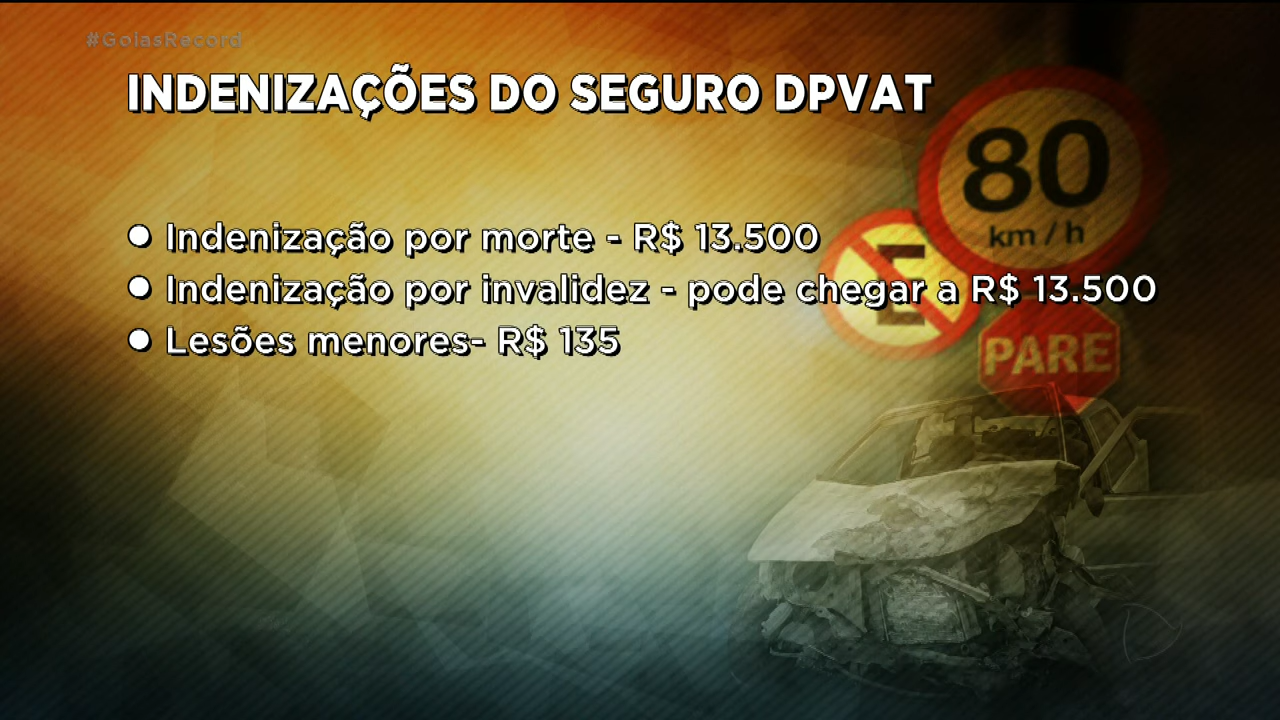 #GoiasRecord
INDENIZAÇÕES DO SEGURO DPVAT
80
km/h
● Indenização por morte - R$ 13.500
E
● Indenização por invalidez - pode chegar a R$ 13.500
● Lesões menores- R$ 135
PARE